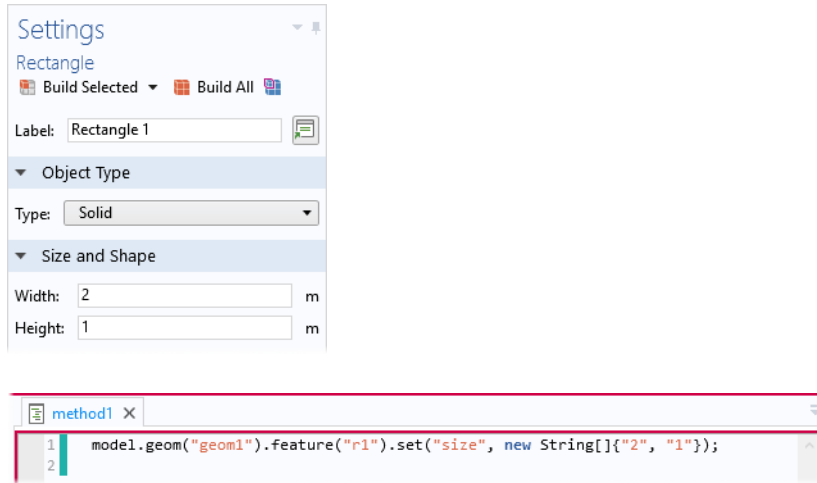 Settings
Rectangle
Build Selected Build All
Label: Rectangle 1
Object Type
Type: Solid
Size and Shape
Width: 2 m
Height: 1 m
method1
1 model.geom("geom1").feature("r1").set("size", new String[]{"2", "1"});
2